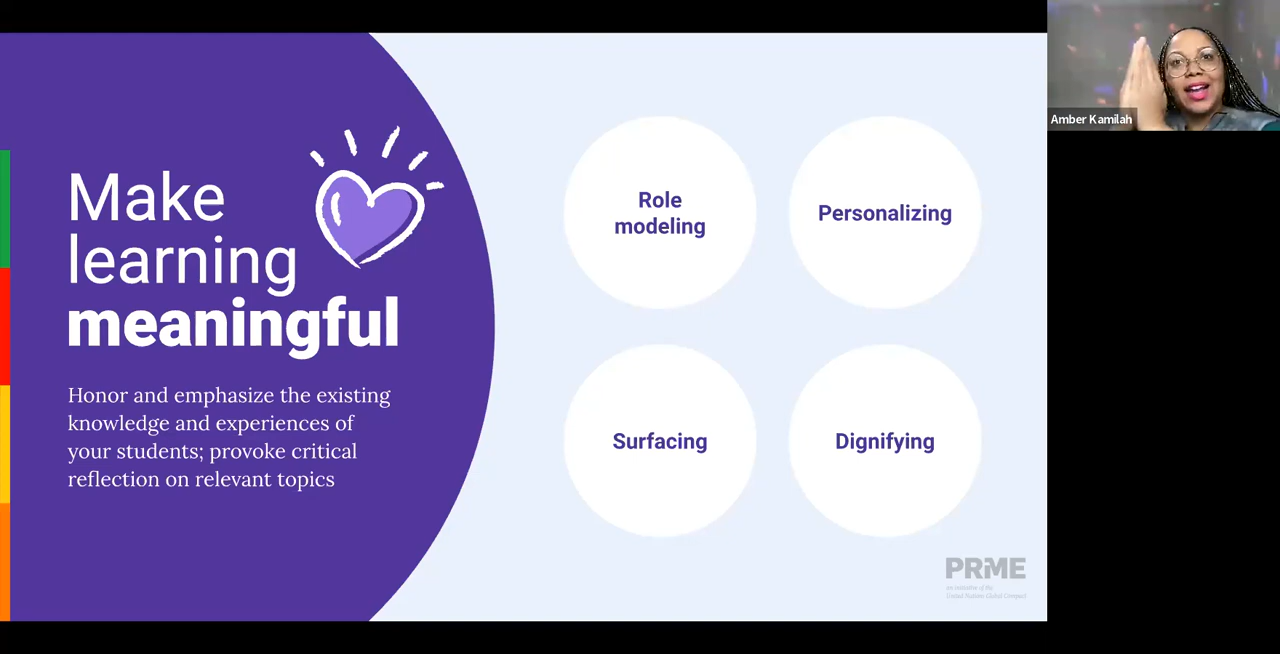 Make
learning
meaningful
Honor and emphasize the existing
knowledge and experiences of
your students; provoke critical
reflection on relevant topics
Role
modeling
Personalizing
Surfacing
Dignifying
PRME
an initiative of the
United Nations Global Compact
Amber Kamilah